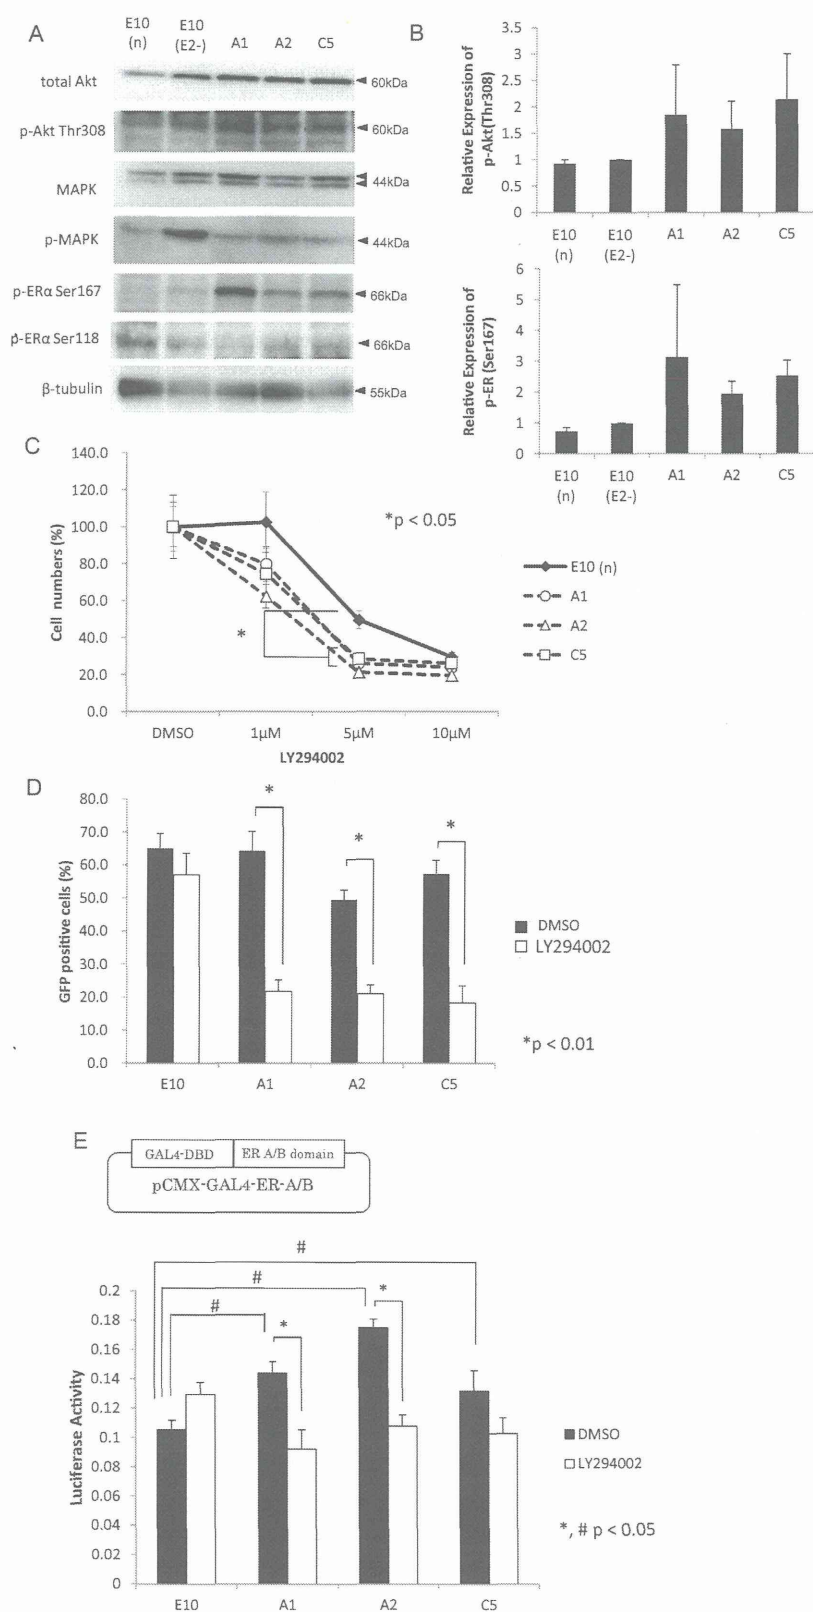 A
E10 (n)
E10 (E2-)
A1
A2
C5
total Akt
60kDa
p-Akt Thr308
60kDa
MAPK
44kDa
p-MAPK
44kDa
p-ERα Ser167
66kDa
p-ERα Ser118
66kDa
β-tubulin
55kDa
B
Relative Expression of p-Akt(Thr308)
3.5
3
2.5
2
1.5
1
0.5
0
E10 (n)
E10 (E2-)
A1
A2
C5
Relative Expression of p-ER (Ser167)
6
5
4
3
2
1
0
E10 (n)
E10 (E2-)
A1
A2
C5
C
Cell numbers (%)
140.0
120.0
100.0
80.0
60.0
40.0
20.0
0.0
*p < 0.05
*
DMSO
1μM
5μM
10μM
LY294002
E10 (n)
A1
A2
C5
D
GFP positive cells (%)
80.0
70.0
60.0
50.0
40.0
30.0
20.0
10.0
0.0
*
*
*
E10
A1
A2
C5
DMSO
LY294002
*p < 0.01
E
GAL4-DBD
ER A/B domain
pCMX-GAL4-ER-A/B
Luciferase Activity
0.2
0.18
0.16
0.14
0.12
0.1
0.08
0.06
0.04
0.02
0
#
#
#
*
*
E10
A1
A2
C5
DMSO
LY294002
*, # p < 0.05